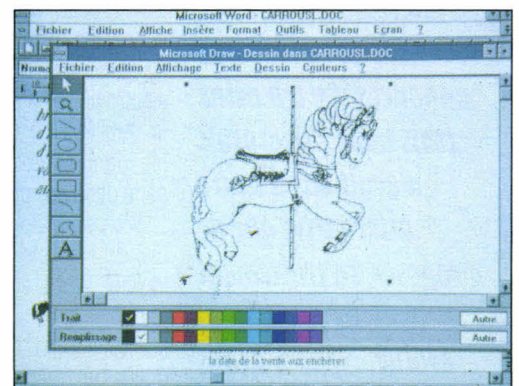 Microsoft Word - CARROUSL.DOC
Fichier Edition Affiche Insère Format Outils Tableau Ecran ?
Microsoft Draw - Dessin dans CARROUSL.DOC
Norma
Fichier Edition Affichage Texte Dessin Couleurs ?
A
Trait
Autre
Remplissage
Autre
la date de la vente aux enchères